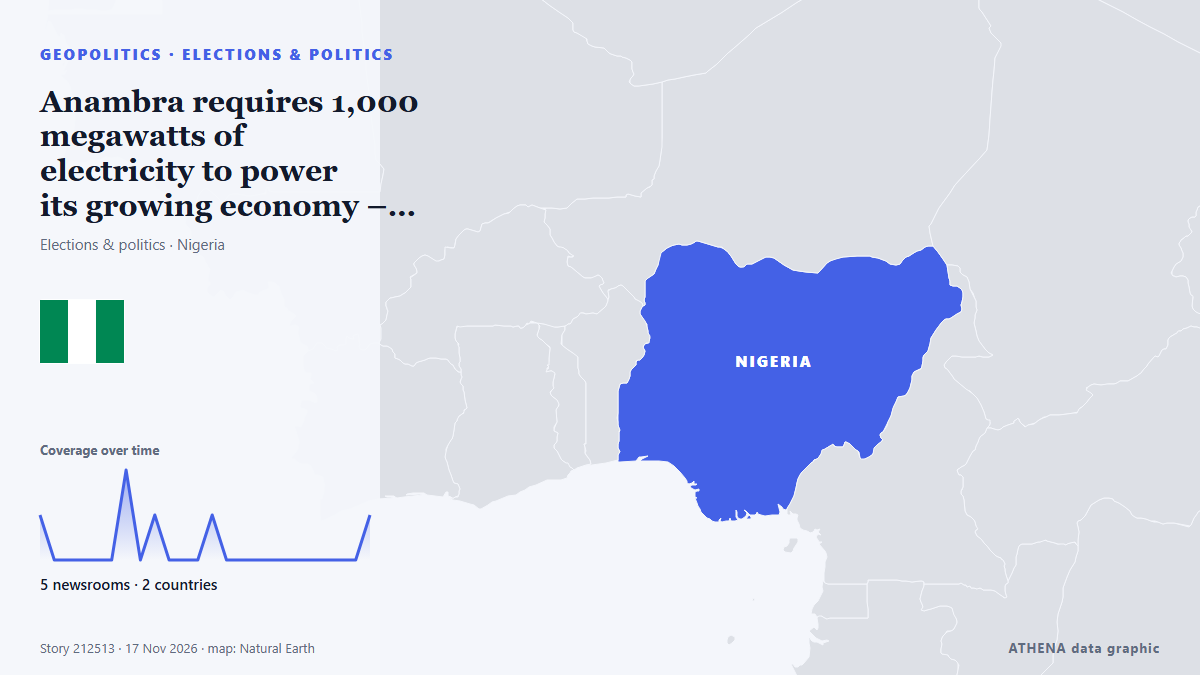 GEOPOLITICS · ELECTIONS & POLITICS
Anambra requires 1,000
megawatts of
electricity to power
its growing economy –...
Elections & politics · Nigeria
NIGERIA
Coverage over time
5 newsrooms · 2 countries
Story 212513 · 17 Nov 2026 · map: Natural Earth
ATHENA data graphic